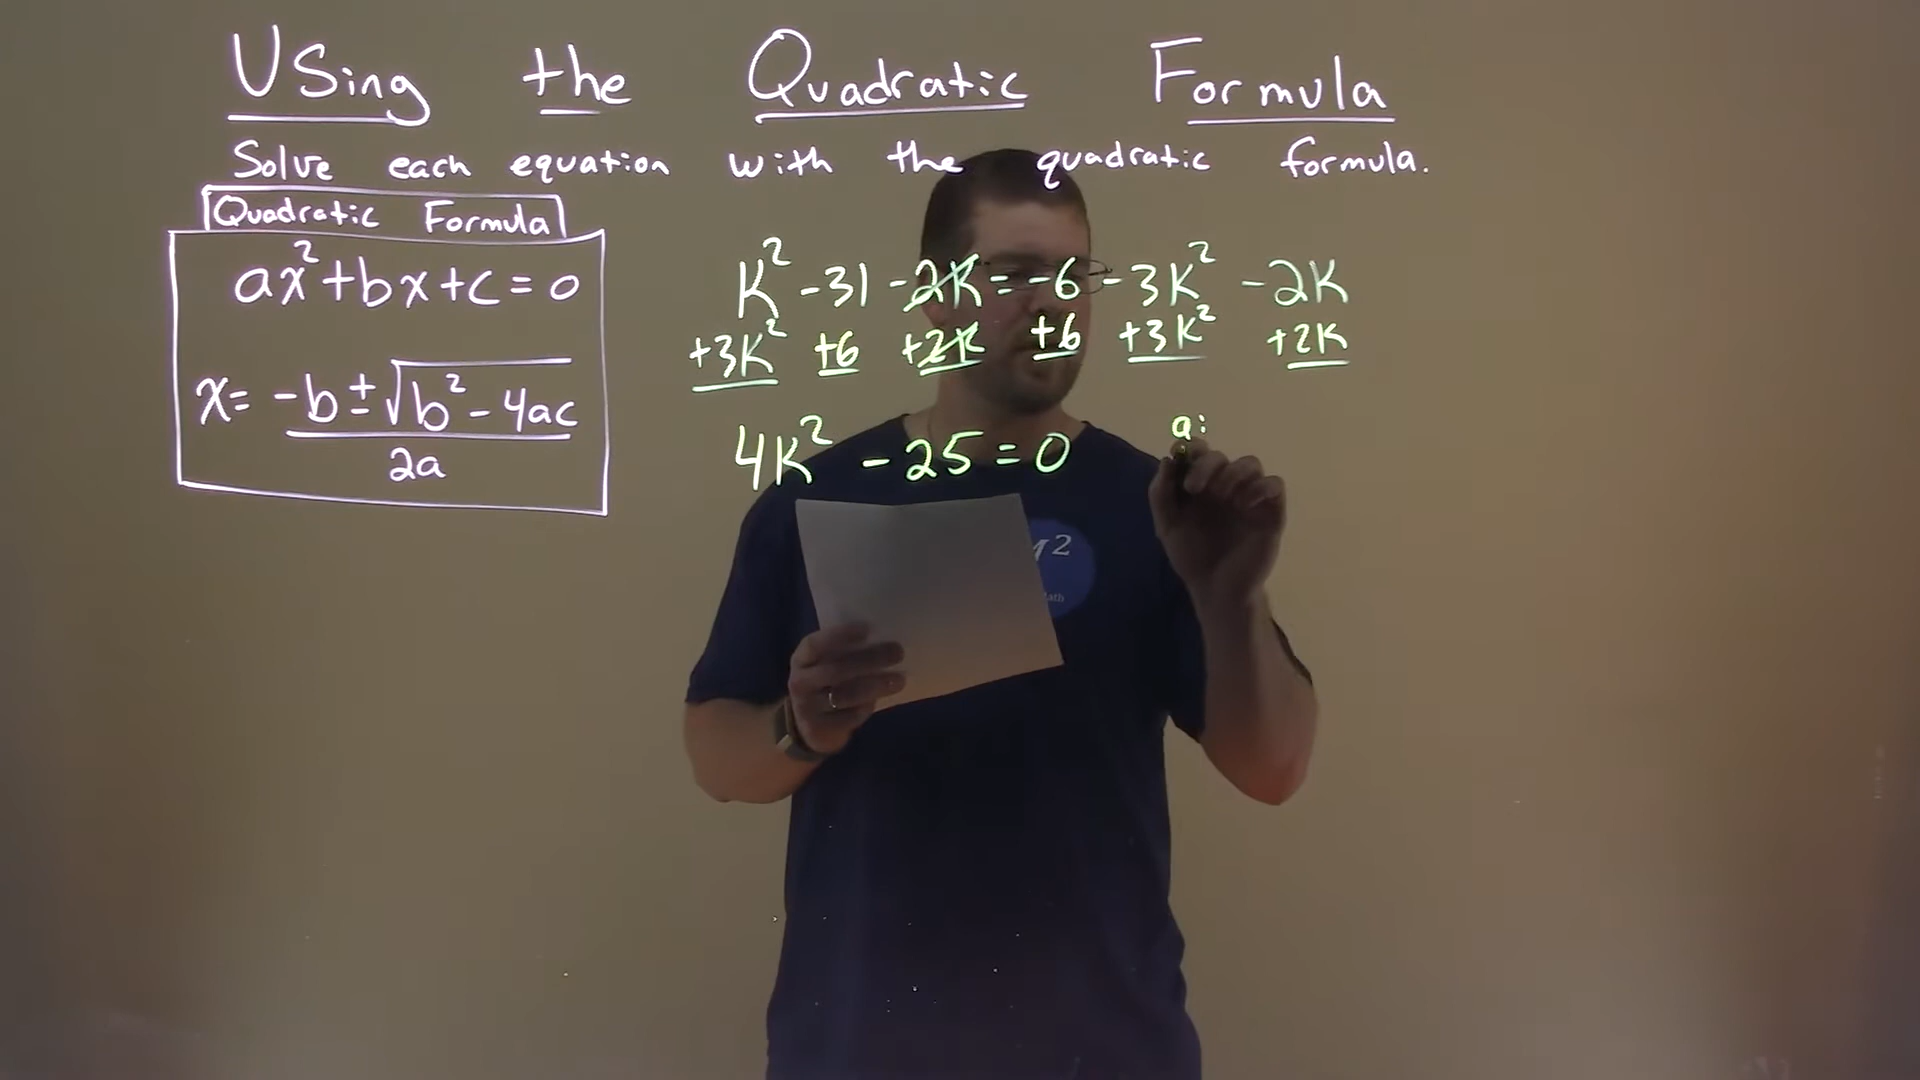 Using the Quadratic Formula
Solve each equation with the quadratic formula.
Quadratic Formula
ax²+bx+c=0
x= -b±√b²-4ac
2a
K²-31-2K=-6-3K²-2K
+3K² +6 +2K +6 +3K² +2K
4K² -25=0
a: